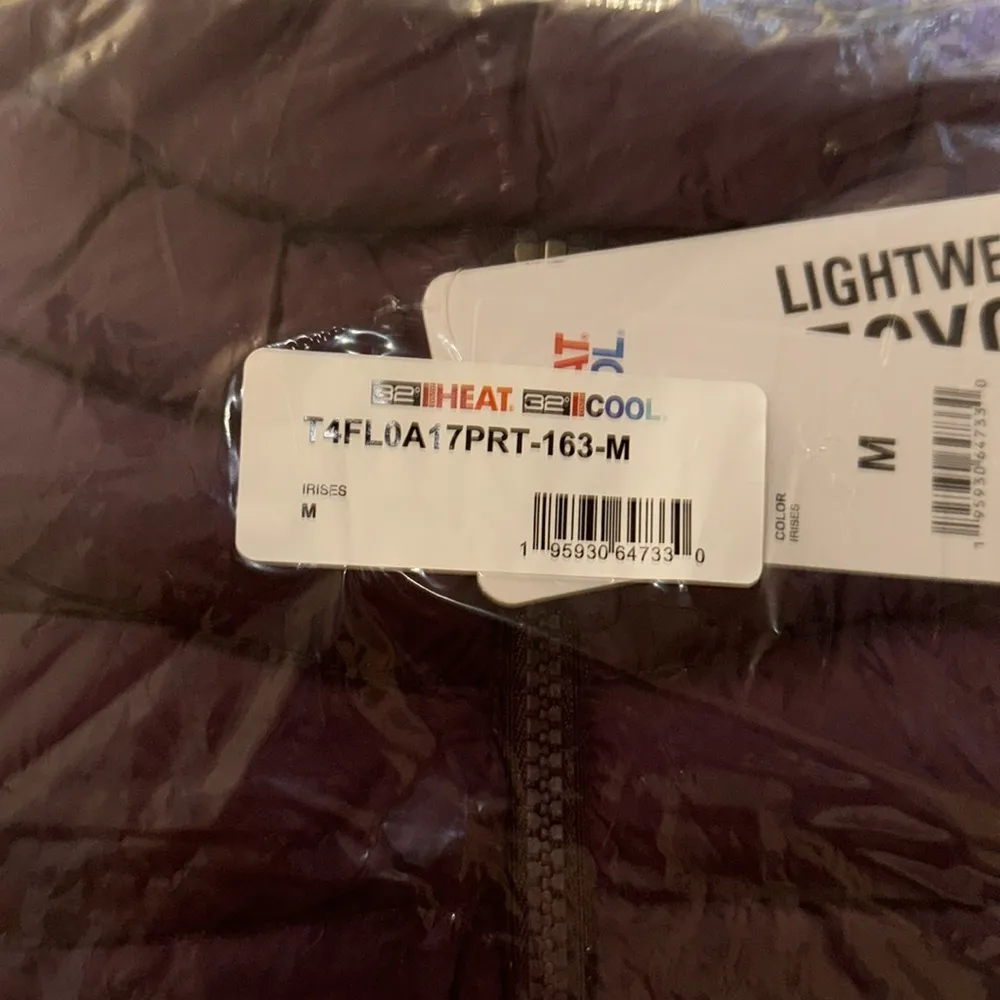 32° HEAT. 32° COOL.
T4FL0A17PRT-163-M
IRISES
M
1 95930 64733 0
LIGHTWE
M
COLOR
IRISES
1 95930 64733 0